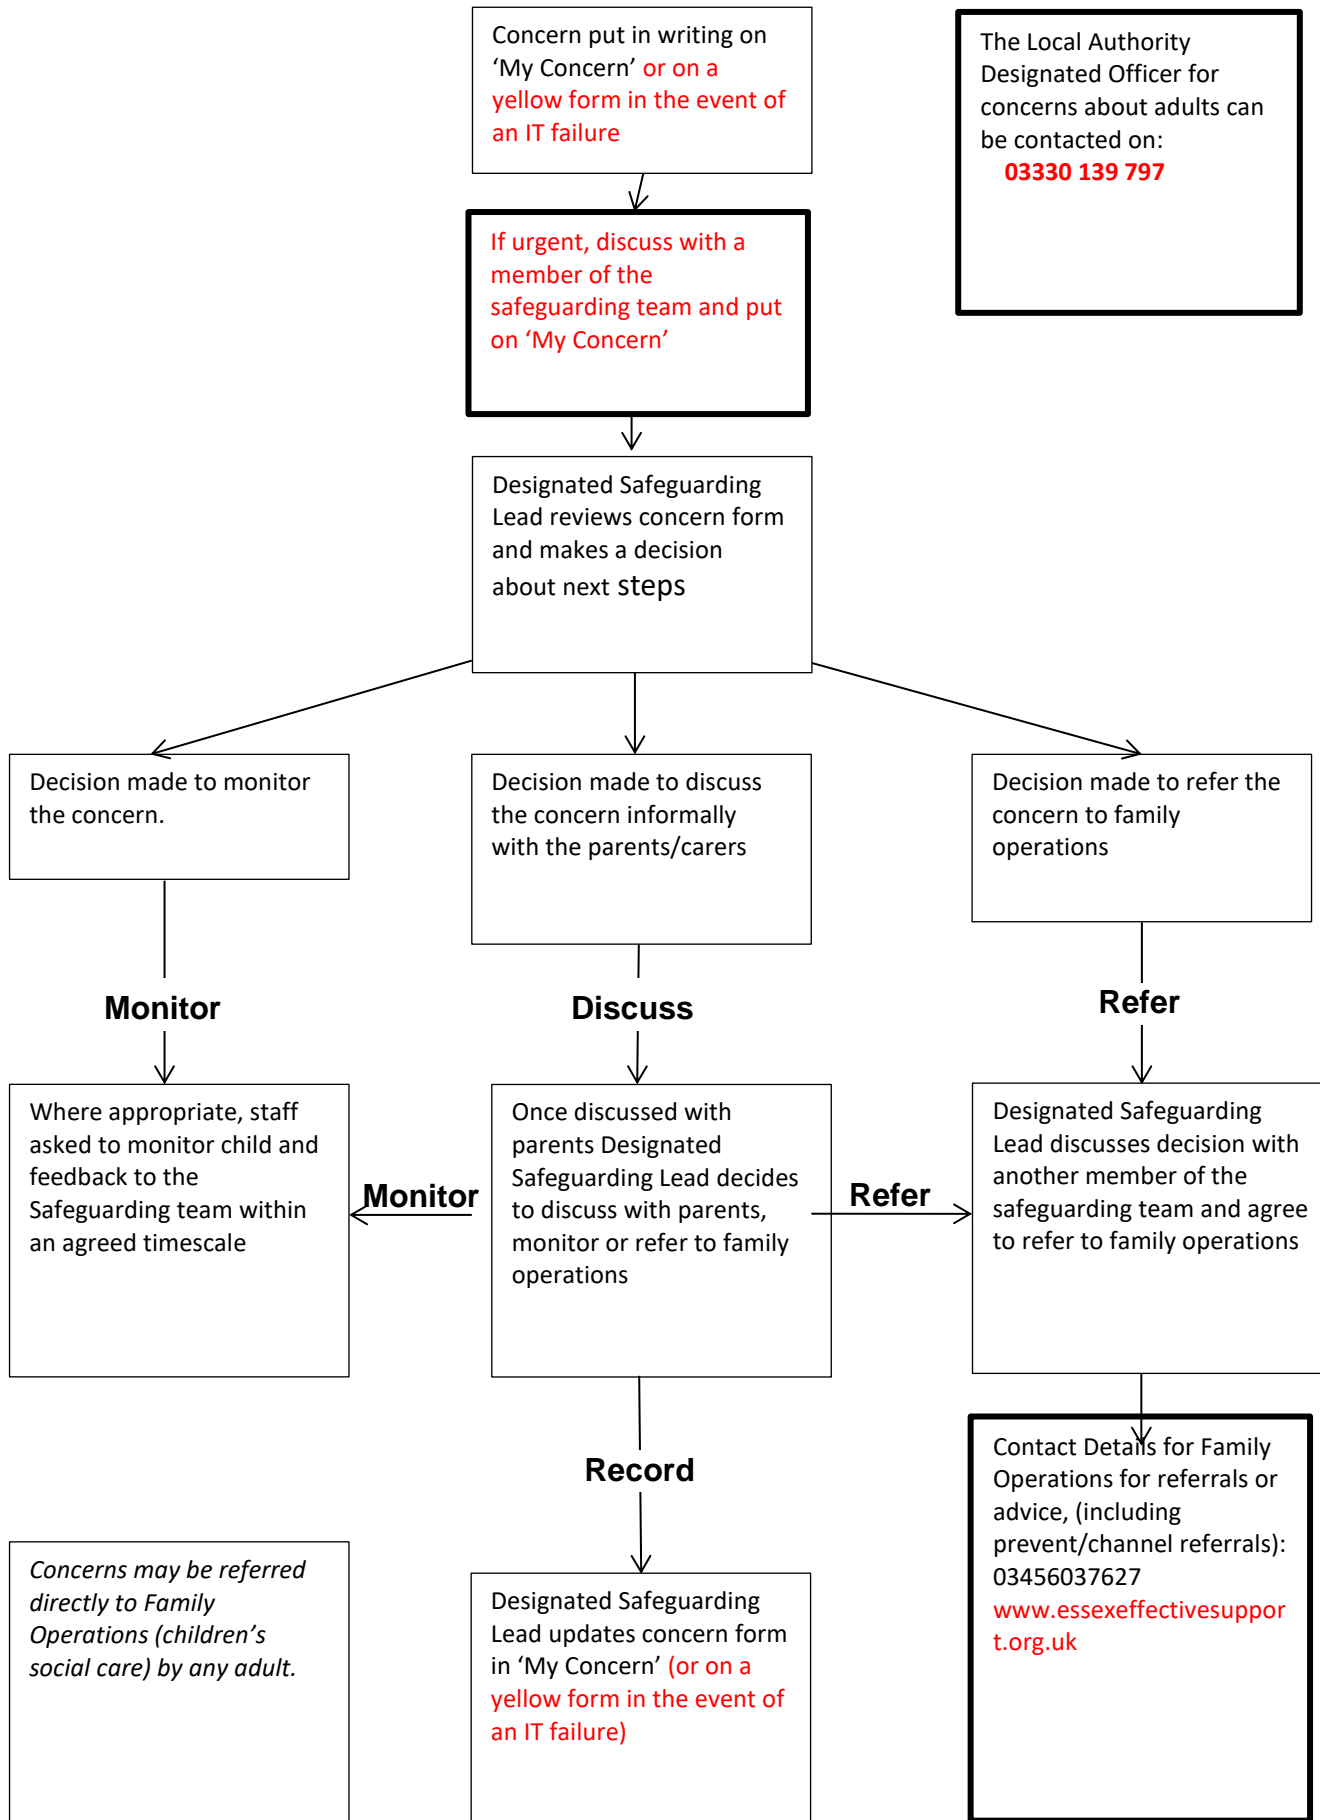 Concern put in writing on
‘My Concern’ or on a
yellow form in the event of
an IT failure
The Local Authority
Designated Officer for
concerns about adults can
be contacted on:
03330 139 797
If urgent, discuss with a
member of the
safeguarding team and put
on ‘My Concern’
Designated Safeguarding
Lead reviews concern form
and makes a decision
about next steps
Decision made to monitor
the concern.
Decision made to discuss
the concern informally
with the parents/carers
Decision made to refer the
concern to family
operations
Monitor
Discuss
Refer
Where appropriate, staff
asked to monitor child and
feedback to the
Safeguarding team within
an agreed timescale
Monitor
Once discussed with
parents Designated
Safeguarding Lead decides
to discuss with parents,
monitor or refer to family
operations
Refer
Designated Safeguarding
Lead discusses decision with
another member of the
safeguarding team and agree
to refer to family operations
Record
Contact Details for Family
Operations for referrals or
advice, (including
prevent/channel referrals):
03456037627
www.essexeffectivesuppor
t.org.uk
Concerns may be referred
directly to Family
Operations (children’s
social care) by any adult.
Designated Safeguarding
Lead updates concern form
in ‘My Concern’ (or on a
yellow form in the event of
an IT failure)